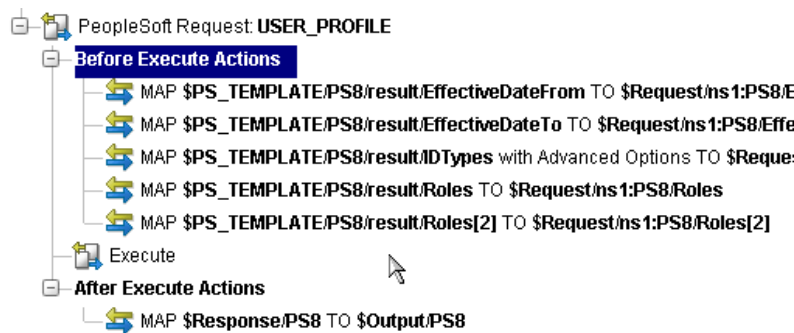 PeopleSoft Request: USER_PROFILE
Before Execute Actions
MAP $PS_TEMPLATE/PS8/result/EffectiveDateFrom TO $Request/ns1:PS8/E
MAP $PS_TEMPLATE/PS8/result/EffectiveDateTo TO $Request/ns1:PS8/Effe
MAP $PS_TEMPLATE/PS8/result/IDTypes with Advanced Options TO $Reques
MAP $PS_TEMPLATE/PS8/result/Roles TO $Request/ns1:PS8/Roles
MAP $PS_TEMPLATE/PS8/result/Roles[2] TO $Request/ns1:PS8/Roles[2]
Execute
After Execute Actions
MAP $Response/PS8 TO $Output/PS8